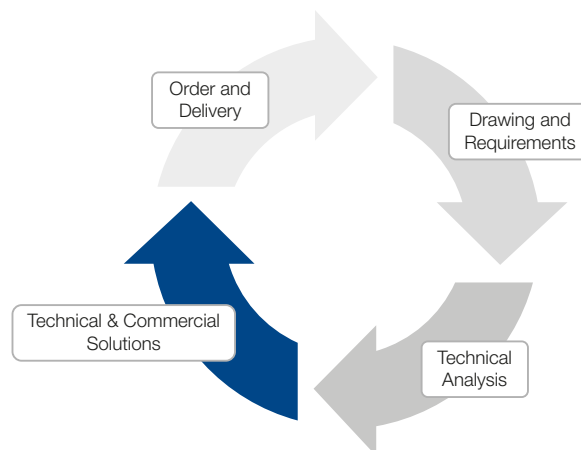 Order and
Delivery
Drawing and
Requirements
Technical
Analysis
Technical & Commercial
Solutions